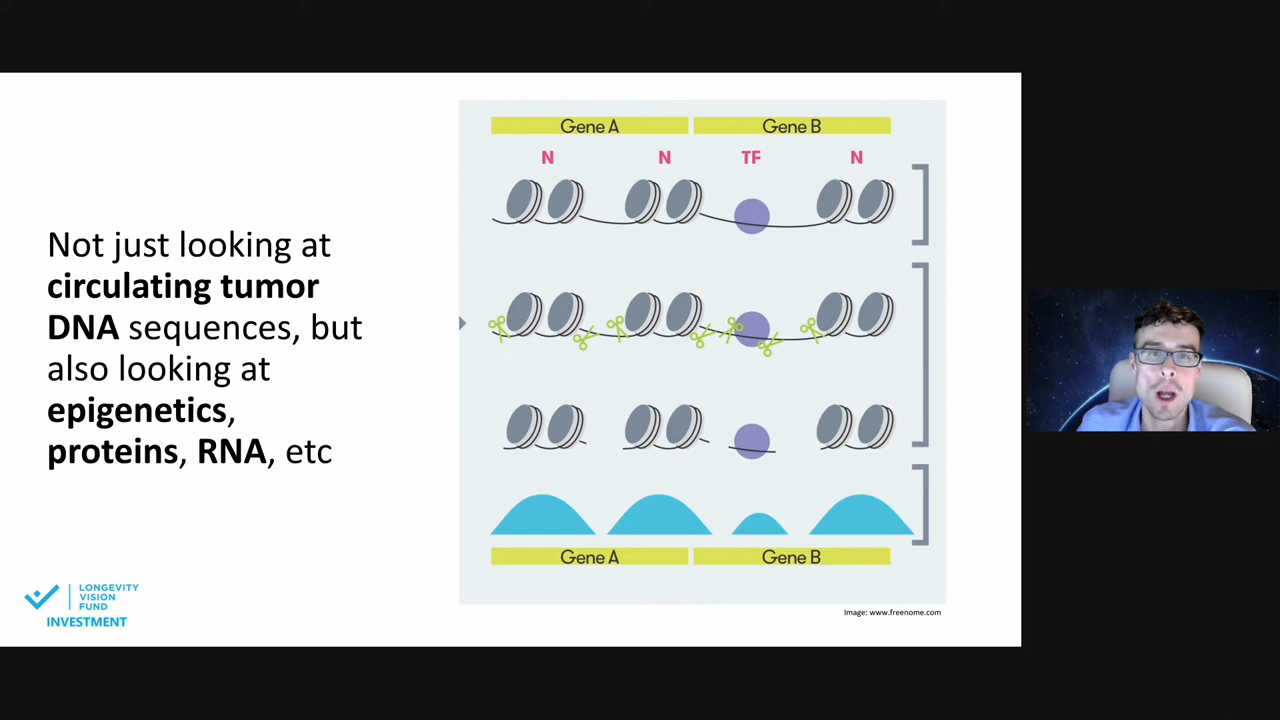 Not just looking at
circulating tumor
DNA sequences, but
also looking at
epigenetics,
proteins, RNA, etc
LONGEVITY
VISION
FUND
INVESTMENT
Gene A Gene B
N N TF N
Gene A Gene B
Image: www.freenome.com